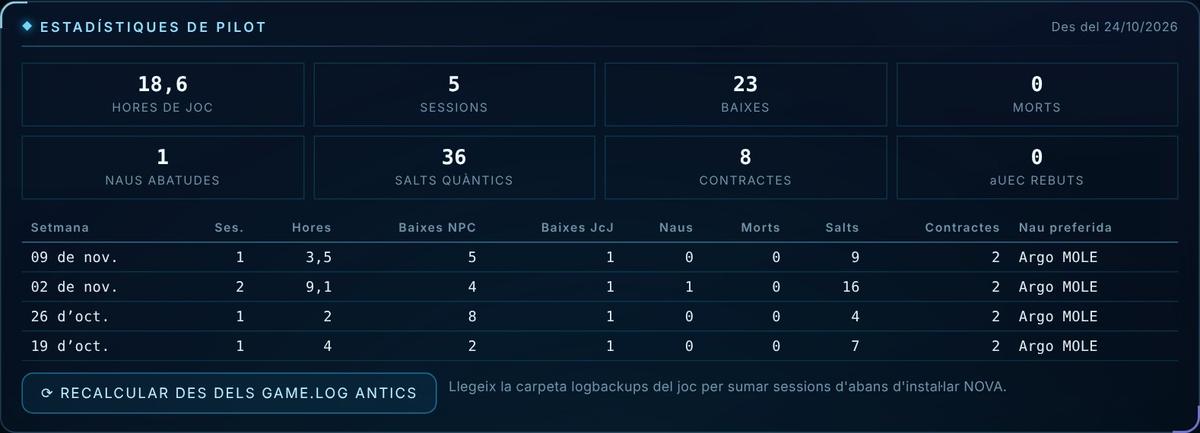 ESTADÍSTIQUES DE PILOT Des del 24/10/2026
18,6 5 23 0
HORES DE JOC SESSIONS BAIXES MORTS
1 36 8 0
NAUS ABATUDES SALTS QUÀNTICS CONTRACTES aUEC REBUTS
Setmana Ses. Hores Baixes NPC Baixes JcJ Naus Morts Salts Contractes Nau preferida
09 de nov. 1 3,5 5 1 0 0 9 2 Argo MOLE
02 de nov. 2 9,1 4 1 1 0 16 2 Argo MOLE
26 d’oct. 1 2 8 1 0 0 4 2 Argo MOLE
19 d’oct. 1 4 2 1 0 0 7 2 Argo MOLE
⟳ RECALCULAR DES DELS GAME.LOG ANTICS Llegeix la carpeta logbackups del joc per sumar sessions d'abans d'instal·lar NOVA.